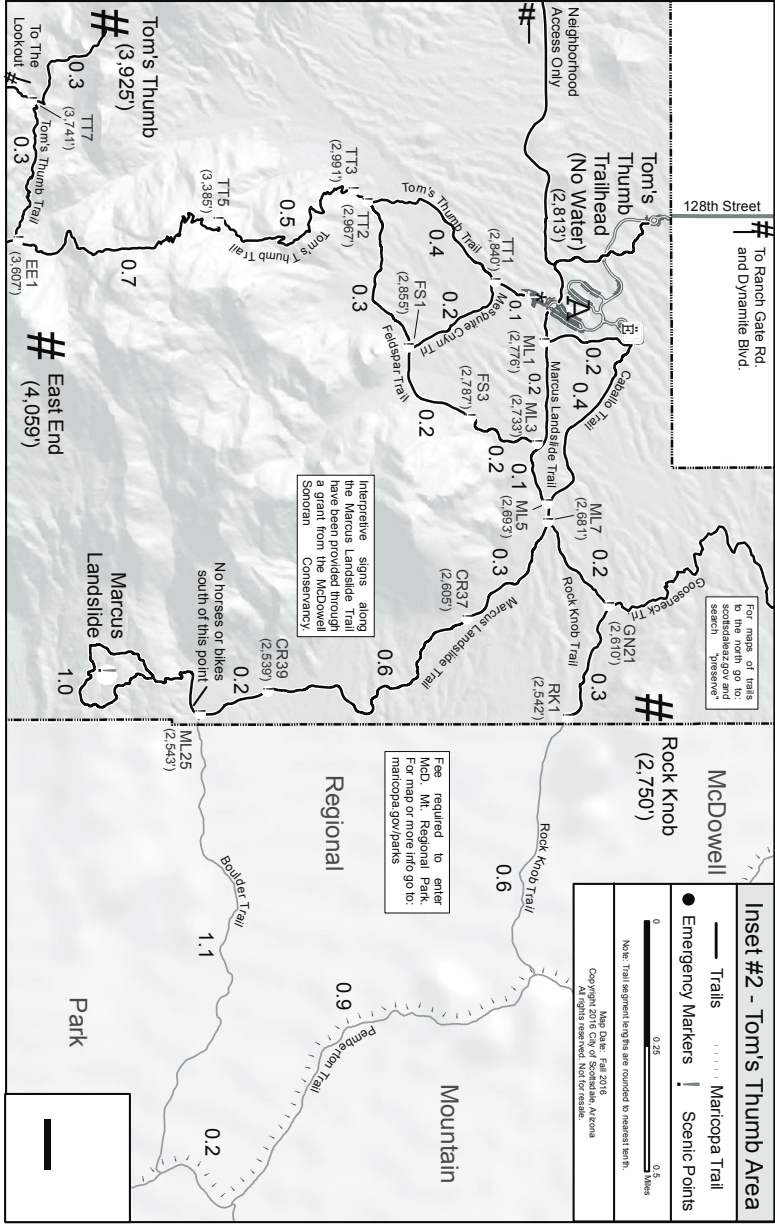 Inset #2 - Tom's Thumb Area
Trails
Maricopa Trail
Emergency Markers
Scenic Points
0
0.25
0.5
Miles
Note: Trail segment lengths are rounded to nearest tenth.
Map Date: Fall 2016
Copyright 2016 City of Scottsdale, Arizona
All rights reserved. Not for resale.
128th Street
To Ranch Gate Rd.
and Dynamite Blvd.
Neighborhood
Access Only
Tom's
Thumb
Trailhead
(No Water)
(2,813')
A
E
For maps of trails
to the north go to:
scottsdaleaz.gov and
search "preserve"
Gooseneck Trl
GN21
(2,610')
0.2
0.3
Rock Knob Trail
RK1
(2,542')
Rock Knob
(2,750')
McDowell
Caballo Trail
0.2
0.4
ML1
(2,776')
0.2
Marcus Landslide Trail
ML3
(2,733')
0.1
ML5
(2,693')
ML7
(2,681')
TT1
(2,840')
0.1
Mesquite Cnyn Trl
0.2
FS1
(2,855')
Tom's Thumb Trail
0.4
TT2
(2,967')
TT3
(2,991')
0.3
Feldspar Trail
0.2
FS3
(2,787')
0.2
0.5
Tom's Thumb Trail
TT5
(3,385')
0.7
EE1
(3,607')
East End
(4,059')
Tom's Thumb
(3,925')
0.3
TT7
(3,741')
To The
Lookout
Tom's Thumb Trail
0.3
0.3
CR37
(2,605')
Marcus Landslide Trail
0.6
CR39
(2,539')
0.2
Interpretive signs along
the Marcus Landslide Trail
have been provided through
a grant from the McDowell
Sonoran Conservancy.
No horses or bikes
south of this point
Marcus
Landslide
1.0
ML25
(2,543')
Fee required to enter
McD. Mt. Regional Park.
For map or more info go to:
maricopa.gov/parks
Rock Knob Trail
0.6
Regional
Boulder Trail
1.1
0.9
Pemberton Trail
0.2
Mountain
Park